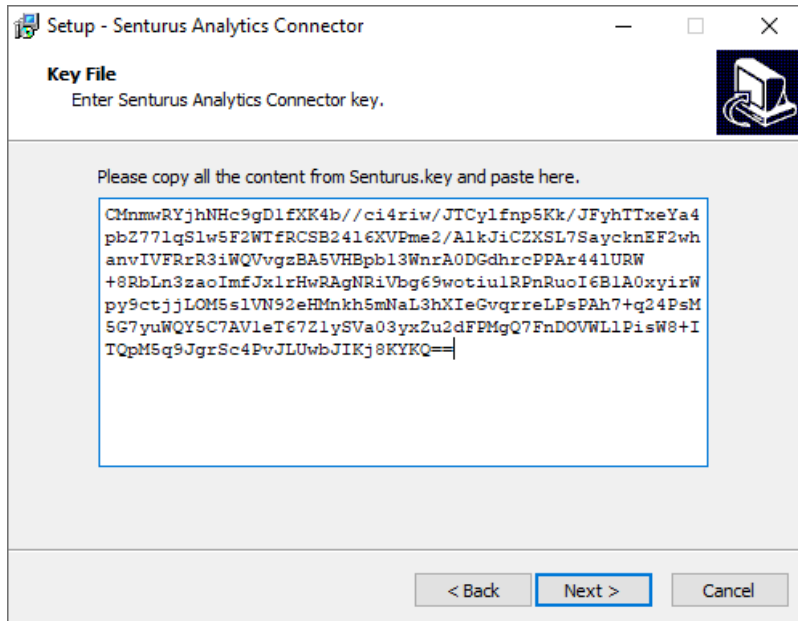 Setup - Senturus Analytics Connector
Key File
Enter Senturus Analytics Connector key.
Please copy all the content from Senturus.key and paste here.
CMnmwRYjhNHc9gDlfXK4b//ci4riw/JTCylfnp5Kk/JFyhTTxeYa4
pbZ77lqSlw5F2WTfRCSB24l6XVPme2/AlkJiCZXSL7SaycknEF2wh
anvIVFRrR3iWQVvgzBA5VHBpbl3WnrA0DGdhrcPPAr44lURW
+8RbLn3zaoImfJxlrHwRAgNRiVbg69wotiulRPnRuoI6BlA0xyirW
py9ctjjLOM5slVN92eHMnkh5mNaL3hXIeGvqrreLPsPAh7+q24PsM
5G7yuWQY5C7AVleT67ZlySVa03yxZu2dFPMgQ7FnDOVWLlPisW8+I
TQpM5q9JgrSc4PvJLUwbJIKj8KYKQ==
< Back
Next >
Cancel